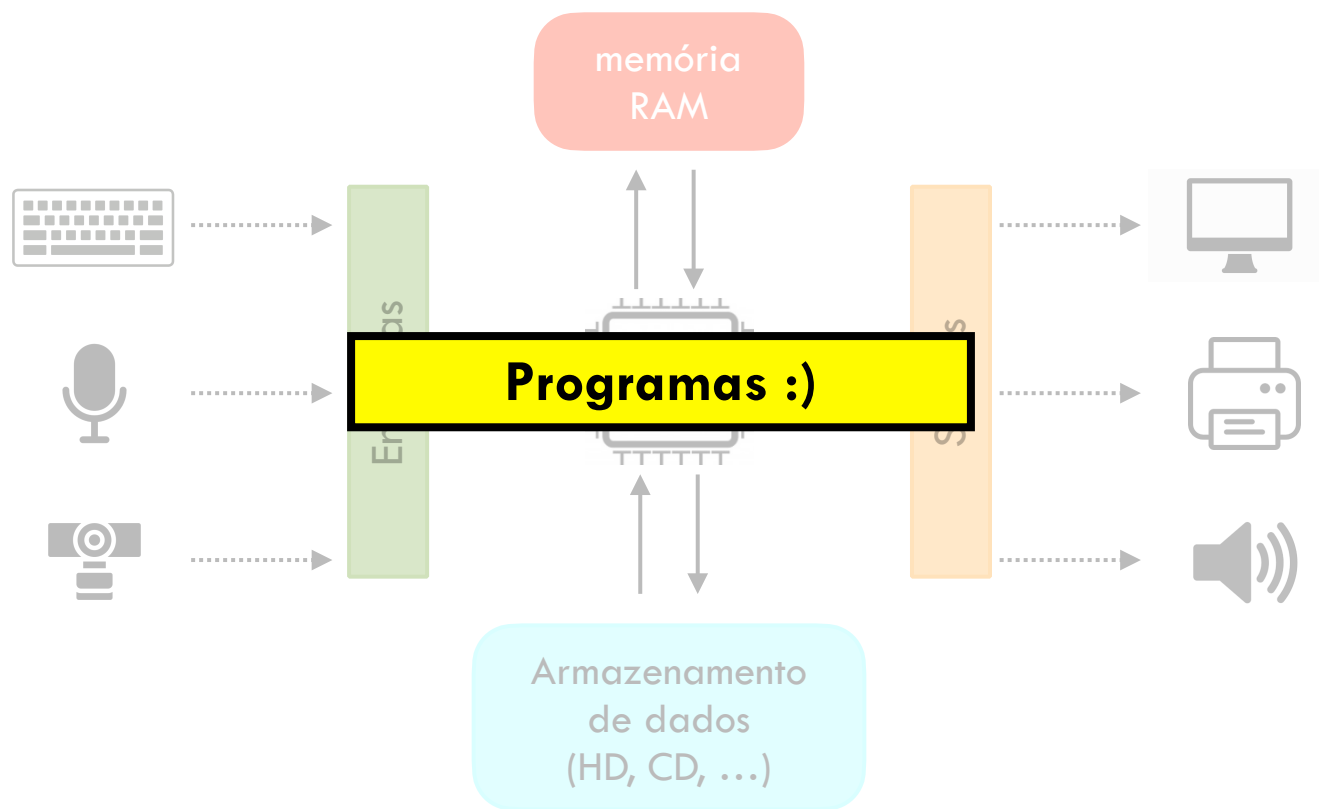 memória
RAM
Programas :)
Armazenamento
de dados
(HD, CD, ...)